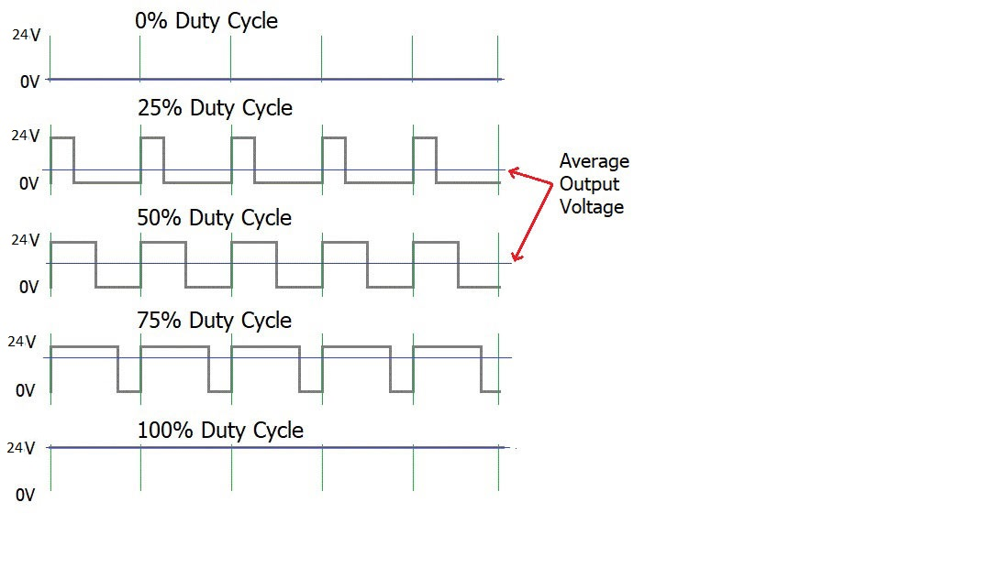 0% Duty Cycle
24V
0V
25% Duty Cycle
24V
0V
Average
Output
Voltage
50% Duty Cycle
24V
0V
75% Duty Cycle
24V
0V
100% Duty Cycle
24V
0V